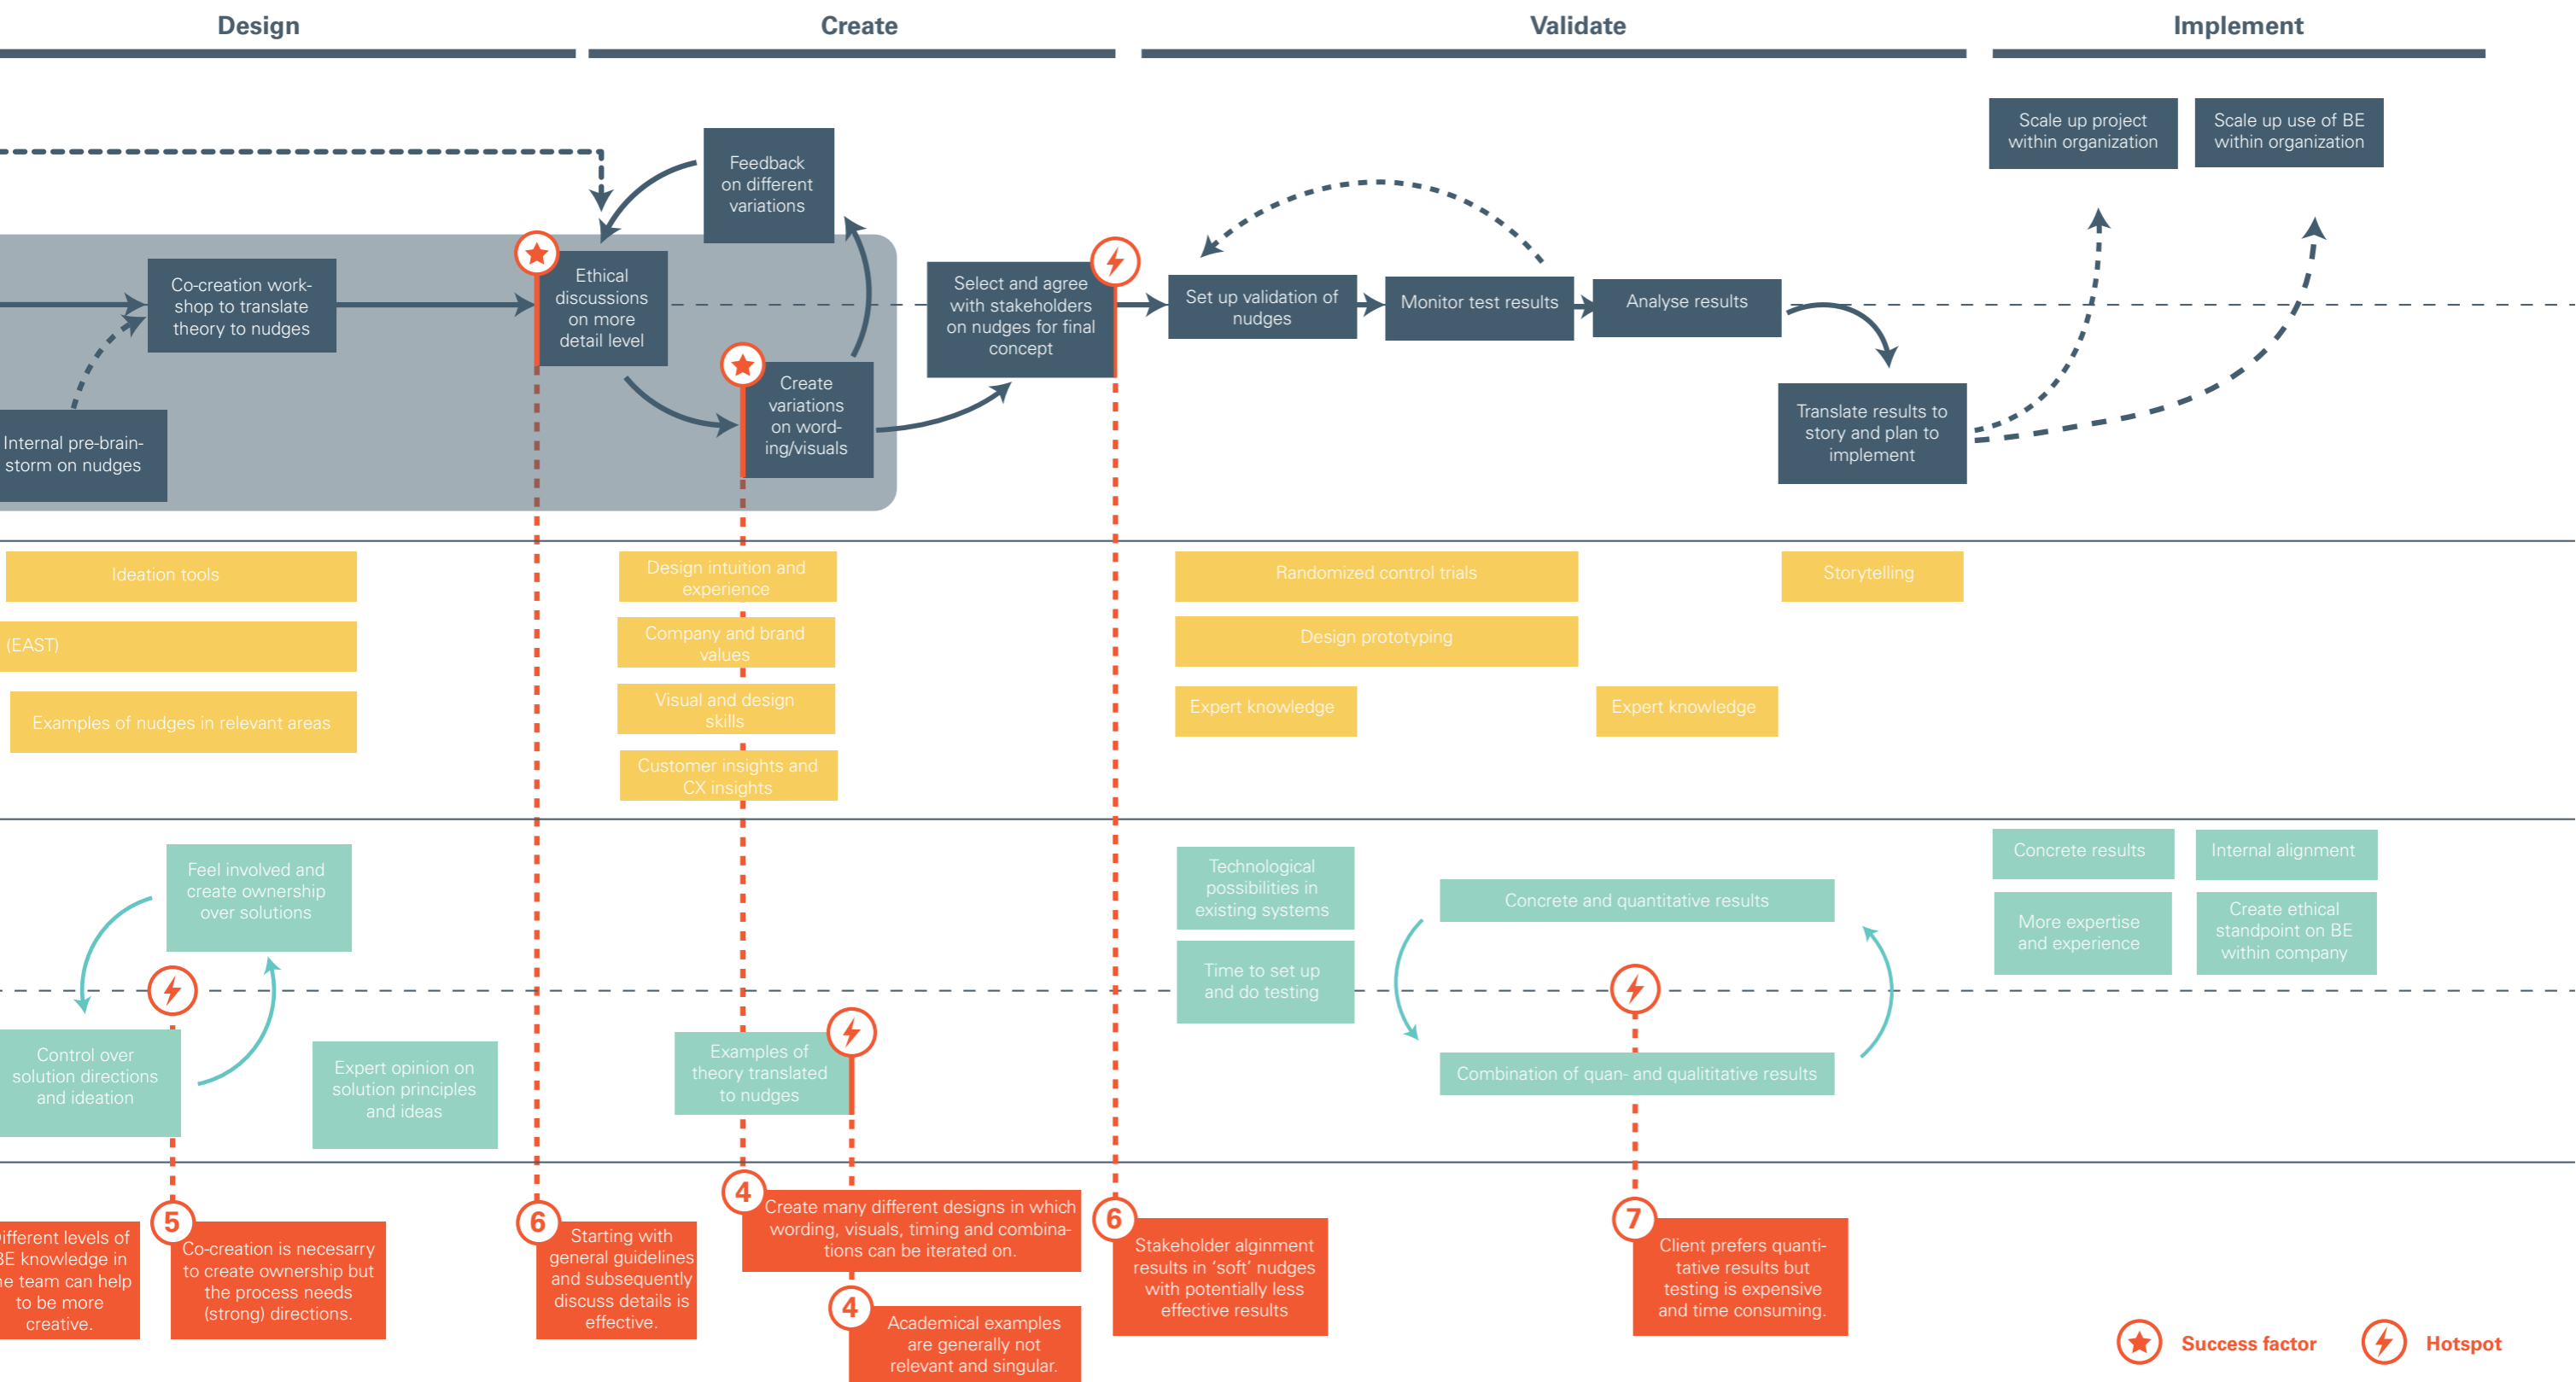 Design
Create
Validate
Implement
Feedback
on different
variations
Scale up project
within organization
Scale up use of BE
within organization
Co-creation work-
shop to translate
theory to nudges
Ethical
discussions
on more
detail level
Select and agree
with stakeholders
on nudges for final
concept
Set up validation of
nudges
Monitor test results
Analyse results
Internal pre-brain-
storm on nudges
Create
variations
on word-
ing/visuals
Translate results to
story and plan to
implement
Ideation tools
(EAST)
Examples of nudges in relevant areas
Design intuition and
experience
Company and brand
values
Visual and design
skills
Customer insights and
CX insights
Randomized control trials
Design prototyping
Expert knowledge
Expert knowledge
Storytelling
Feel involved and
create ownership
over solutions
Control over
solution directions
and ideation
Expert opinion on
solution principles
and ideas
Examples of
theory translated
to nudges
Technological
possibilities in
existing systems
Time to set up
and do testing
Concrete and quantitative results
Combination of quan- and qualititative results
Concrete results
Internal alignment
More expertise
and experience
Create ethical
standpoint on BE
within company
levels of
knowledge in
team can help
to be more
creative.
5
Co-creation is necesarry
to create ownership but
the process needs
(strong) directions.
6
Starting with
general guidelines
and subsequently
discuss details is
effective.
4
Create many different designs in which
wording, visuals, timing and combina-
tions can be iterated on.
4
Academical examples
are generally not
relevant and singular.
6
Stakeholder alginment
results in ‘soft’ nudges
with potentially less
effective results
7
Client prefers quanti-
tative results but
testing is expensive
and time consuming.
Success factor
Hotspot